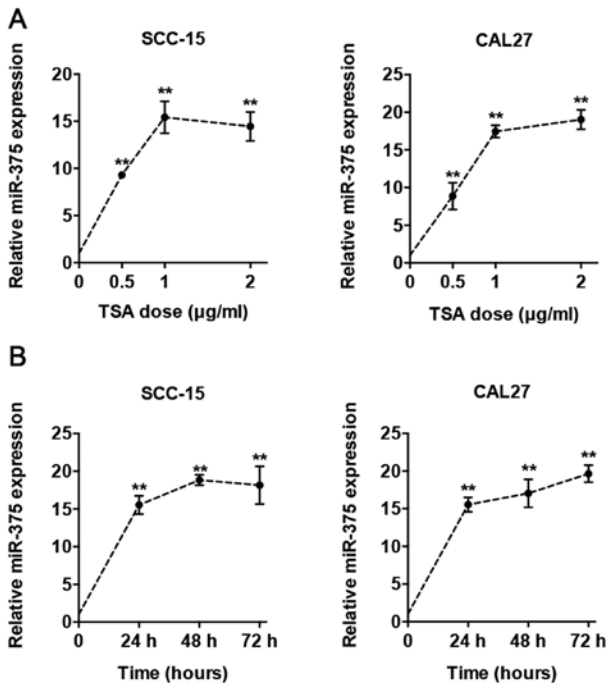 A
SCC-15
Relative miR-375 expression
20
15
10
5
0
**
**
**
0 0.5 1 2
TSA dose (µg/ml)
CAL27
Relative miR-375 expression
25
20
15
10
5
0
**
**
**
0 0.5 1 2
TSA dose (µg/ml)
B
SCC-15
Relative miR-375 expression
25
20
15
10
5
0
**
**
**
0 24 h 48 h 72 h
Time (hours)
CAL27
Relative miR-375 expression
25
20
15
10
5
0
**
**
**
0 24 h 48 h 72 h
Time (hours)